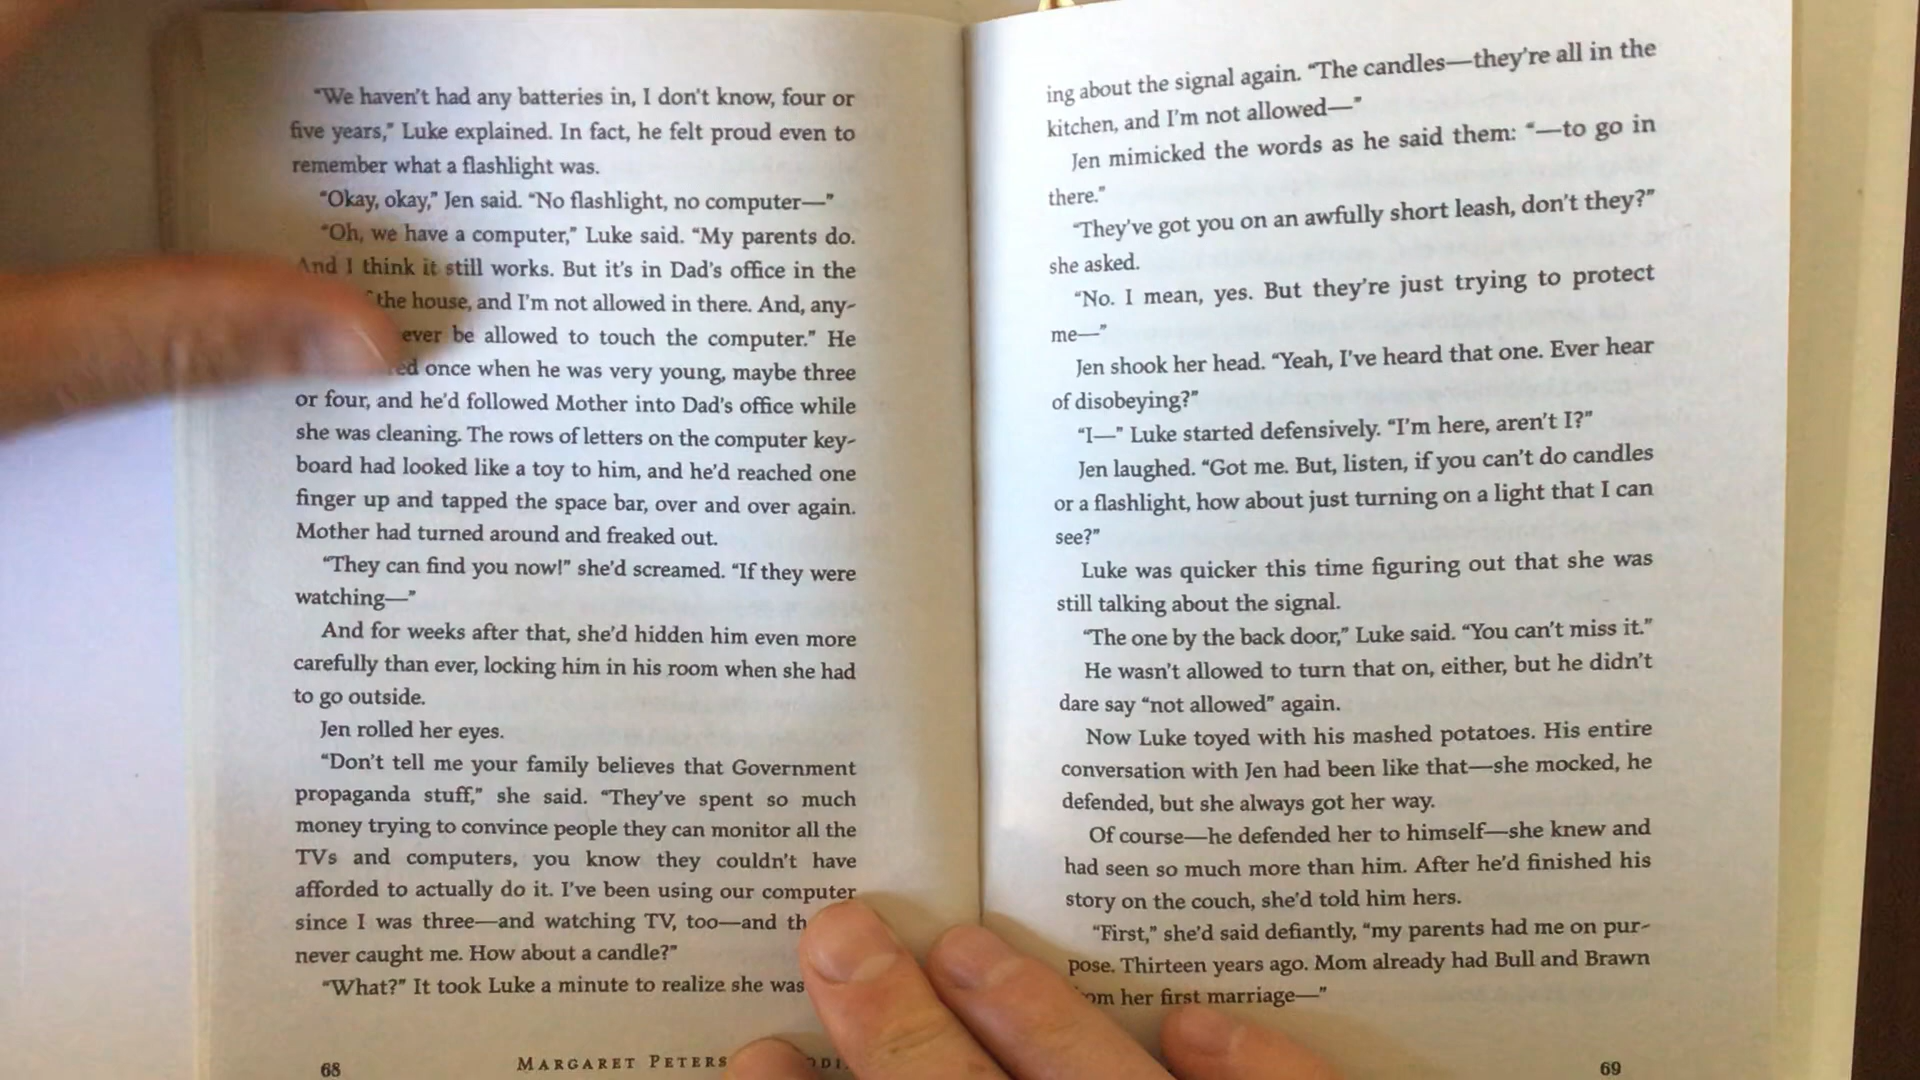 “We haven’t had any batteries in, I don’t know, four or
five years,” Luke explained. In fact, he felt proud even to
remember what a flashlight was.
“Okay, okay,” Jen said. “No flashlight, no computer—”
“Oh, we have a computer,” Luke said. “My parents do.
And I think it still works. But it’s in Dad’s office in the
the house, and I’m not allowed in there. And, any-
be allowed to touch the computer.” He
once when he was very young, maybe three
or four, and he’d followed Mother into Dad’s office while
she was cleaning. The rows of letters on the computer key-
board had looked like a toy to him, and he’d reached one
finger up and tapped the space bar, over and over again.
Mother had turned around and freaked out.
“They can find you now!” she’d screamed. “If they were
watching—”
And for weeks after that, she’d hidden him even more
carefully than ever, locking him in his room when she had
to go outside.
Jen rolled her eyes.
“Don’t tell me your family believes that Government
propaganda stuff,” she said. “They’ve spent so much
money trying to convince people they can monitor all the
TVs and computers, you know they couldn’t have
afforded to actually do it. I’ve been using our computer
since I was three—and watching TV, too—and
never caught me. How about a candle?”
“What?” It took Luke a minute to realize she was
68
MARGARET
ing about the signal again. “The candles—they’re all in the
kitchen, and I’m not allowed—”
Jen mimicked the words as he said them: “—to go in
there.”
“They’ve got you on an awfully short leash, don’t they?”
she asked.
“No. I mean, yes. But they’re just trying to protect
me—”
Jen shook her head. “Yeah, I’ve heard that one. Ever hear
of disobeying?”
“I—” Luke started defensively. “I’m here, aren’t I?”
Jen laughed. “Got me. But, listen, if you can’t do candles
or a flashlight, how about just turning on a light that I can
see?”
Luke was quicker this time figuring out that she was
still talking about the signal.
“The one by the back door,” Luke said. “You can’t miss it.”
He wasn’t allowed to turn that on, either, but he didn’t
dare say “not allowed” again.
Now Luke toyed with his mashed potatoes. His entire
conversation with Jen had been like that—she mocked, he
defended, but she always got her way.
Of course—he defended her to himself—she knew and
had seen so much more than him. After he’d finished his
story on the couch, she’d told him hers.
“First,” she’d said defiantly, “my parents had me on pur-
pose. Thirteen years ago. Mom already had Bull and Brawn
her first marriage—”
69